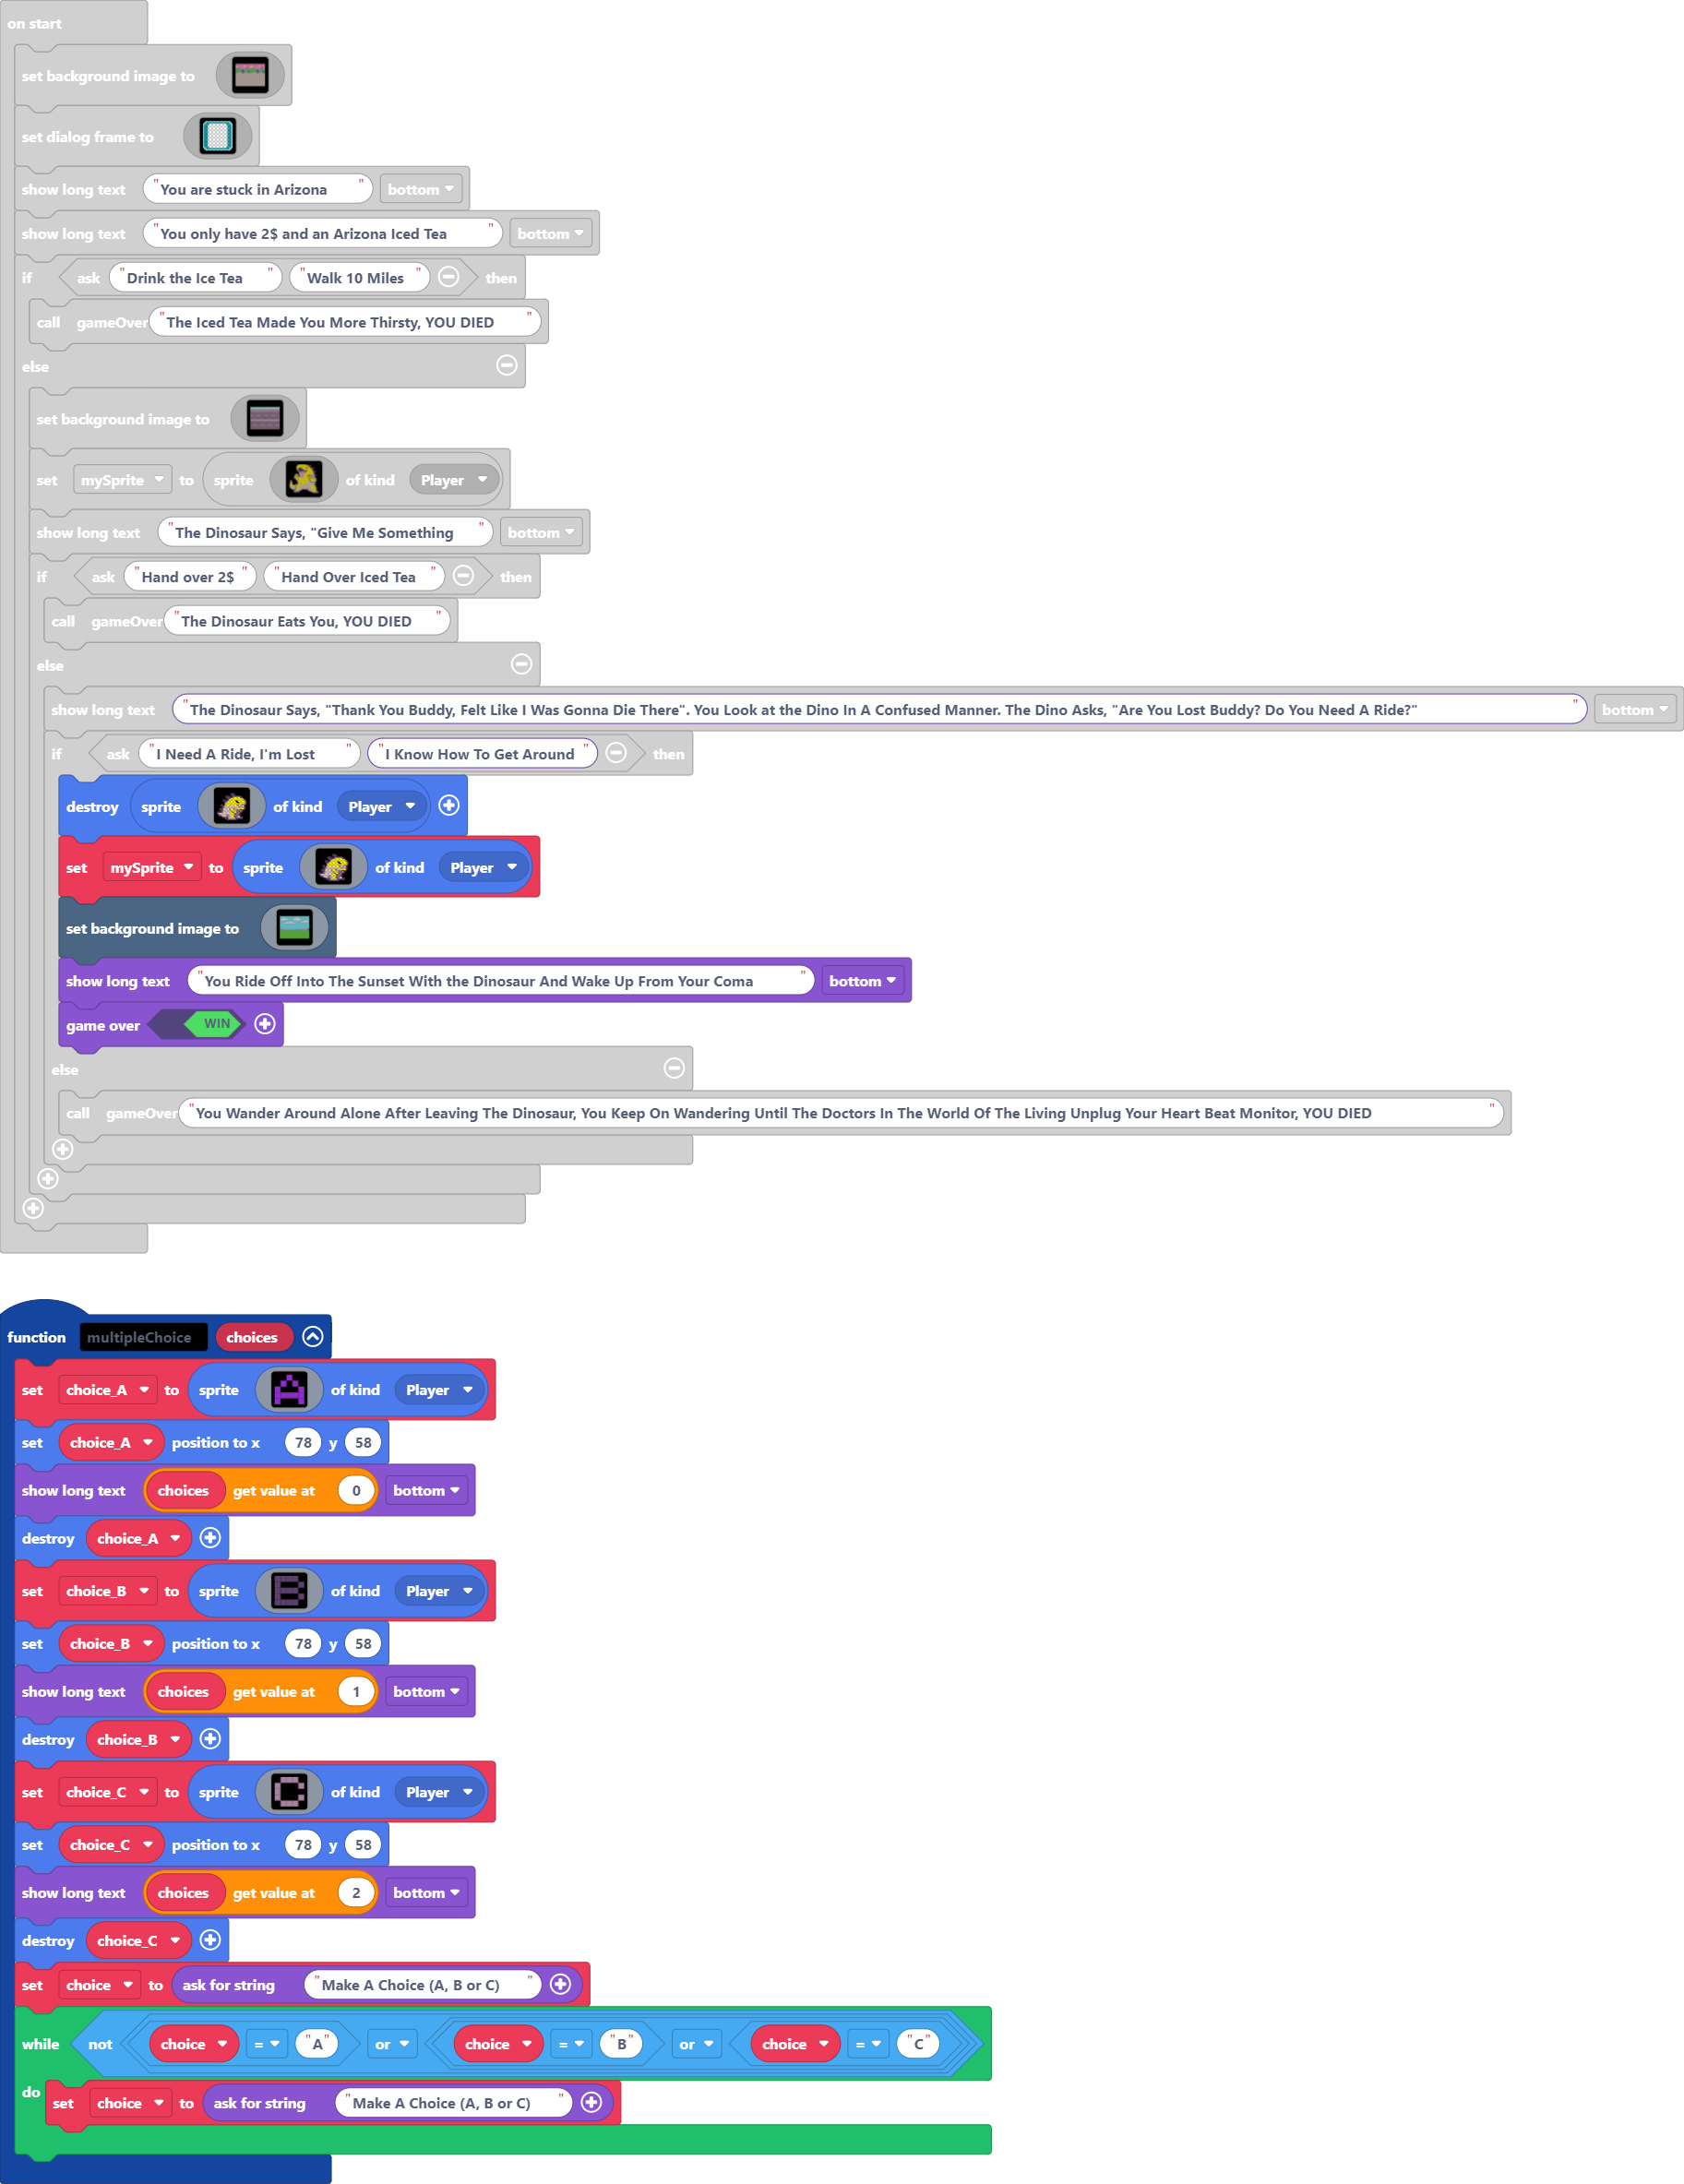 on start
set background image to
set dialog frame to
show long text "You are stuck in Arizona" bottom
show long text "You only have 2$ and an Arizona Iced Tea" bottom
if ask "Drink the Ice Tea" "Walk 10 Miles" then
call gameOver "The Iced Tea Made You More Thirsty, YOU DIED"
else
set background image to
set mySprite to sprite of kind Player
show long text "The Dinosaur Says, "Give Me Something" bottom
if ask "Hand over 2$" "Hand Over Iced Tea" then
call gameOver "The Dinosaur Eats You, YOU DIED"
else
show long text "The Dinosaur Says, "Thank You Buddy, Felt Like I Was Gonna Die There". You Look at the Dino In A Confused Manner. The Dino Asks, "Are You Lost Buddy? Do You Need A Ride?"" bottom
if ask "I Need A Ride, I'm Lost" "I Know How To Get Around" then
destroy sprite of kind Player
set mySprite to sprite of kind Player
set background image to
show long text "You Ride Off Into The Sunset With the Dinosaur And Wake Up From Your Coma" bottom
game over WIN
else
call gameOver "You Wander Around Alone After Leaving The Dinosaur, You Keep On Wandering Until The Doctors In The World Of The Living Unplug Your Heart Beat Monitor, YOU DIED"
function multipleChoice choices
set choice_A to sprite A of kind Player
set choice_A position to x 78 y 58
show long text choices get value at 0 bottom
destroy choice_A
set choice_B to sprite B of kind Player
set choice_B position to x 78 y 58
show long text choices get value at 1 bottom
destroy choice_B
set choice_C to sprite C of kind Player
set choice_C position to x 78 y 58
show long text choices get value at 2 bottom
destroy choice_C
set choice to ask for string "Make A Choice (A, B or C)"
while not choice = "A" or choice = "B" or choice = "C"
do set choice to ask for string "Make A Choice (A, B or C)"